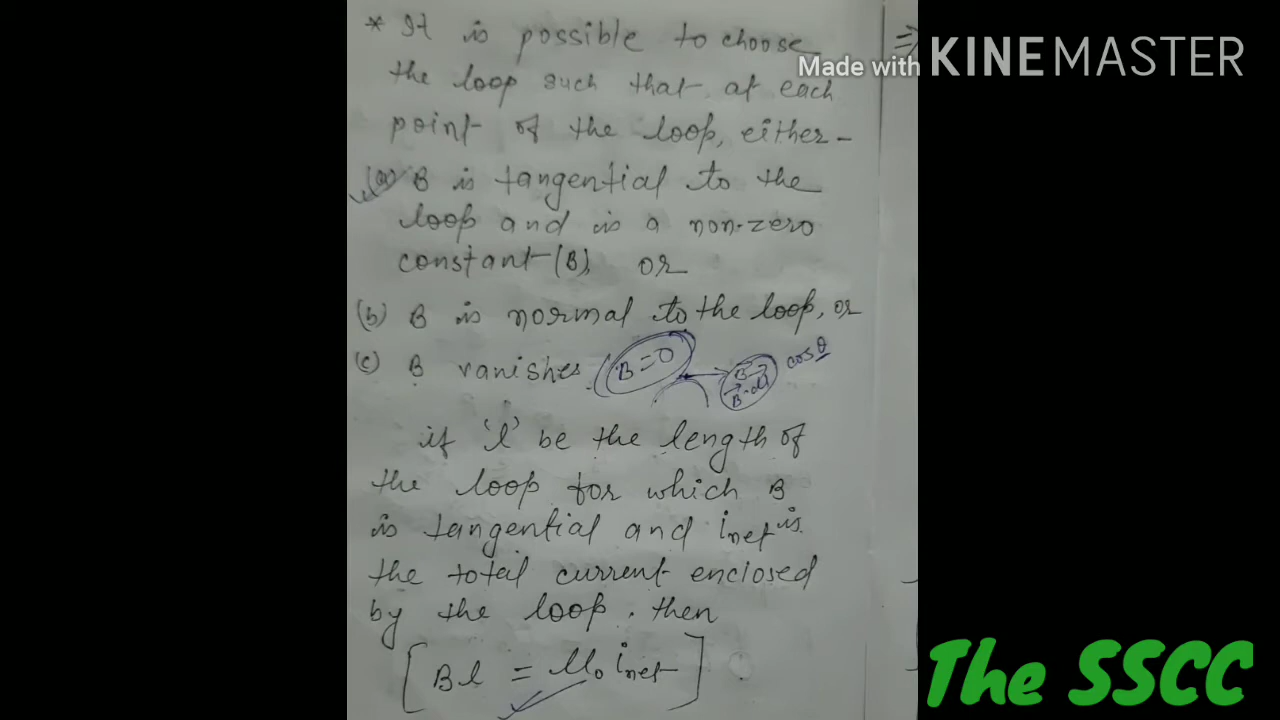 * It is possible to choose
the loop such that at each
point of the loop, either -
(a) B is tangential to the
loop and is a non-zero
constant (B), or
(b) B is normal to the loop, or
(c) B vanishes. (B=0) B⃗ B⃗·dl⃗ cosθ
if 'l' be the length of
the loop for which B
is tangential and inet is
the total current enclosed
by the loop. then
[Bl = μ₀ inet]
⇒
Made with KINEMASTER
The SSCC